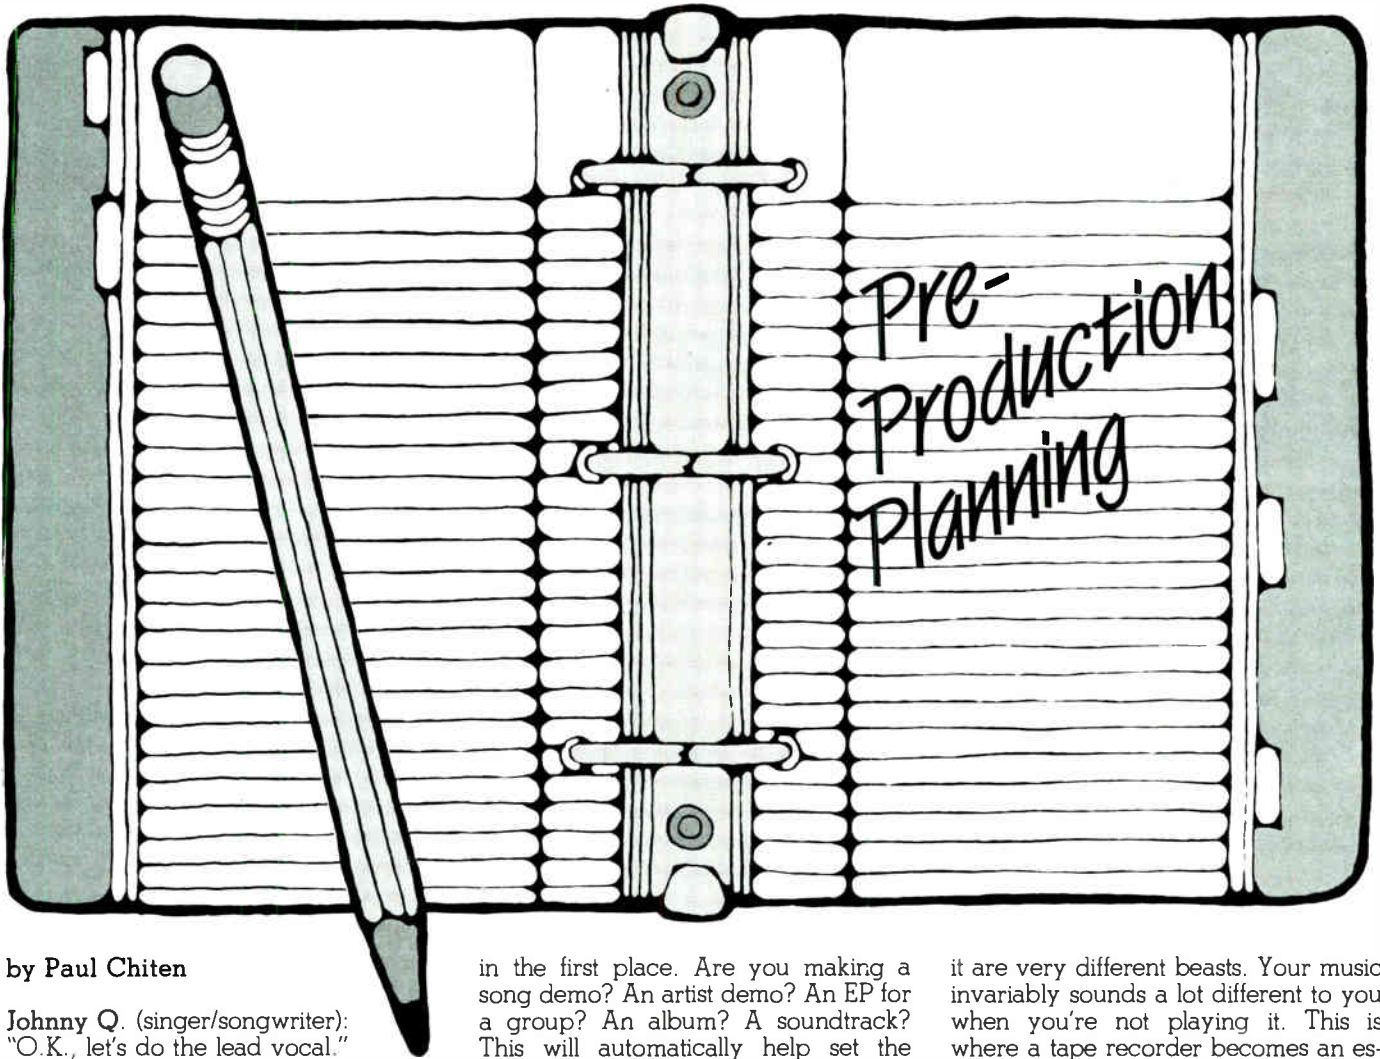 Pre-
Production
Planning
by Paul Chiten
Johnny Q. (singer/songwriter):
"O.K., let's do the lead vocal."
in the first place. Are you making a
song demo? An artist demo? An EP for
a group? An album? A soundtrack?
This will automatically help set the
it are very different beasts. Your music
invariably sounds a lot different to you
when you're not playing it. This is
where a tape recorder becomes an es-